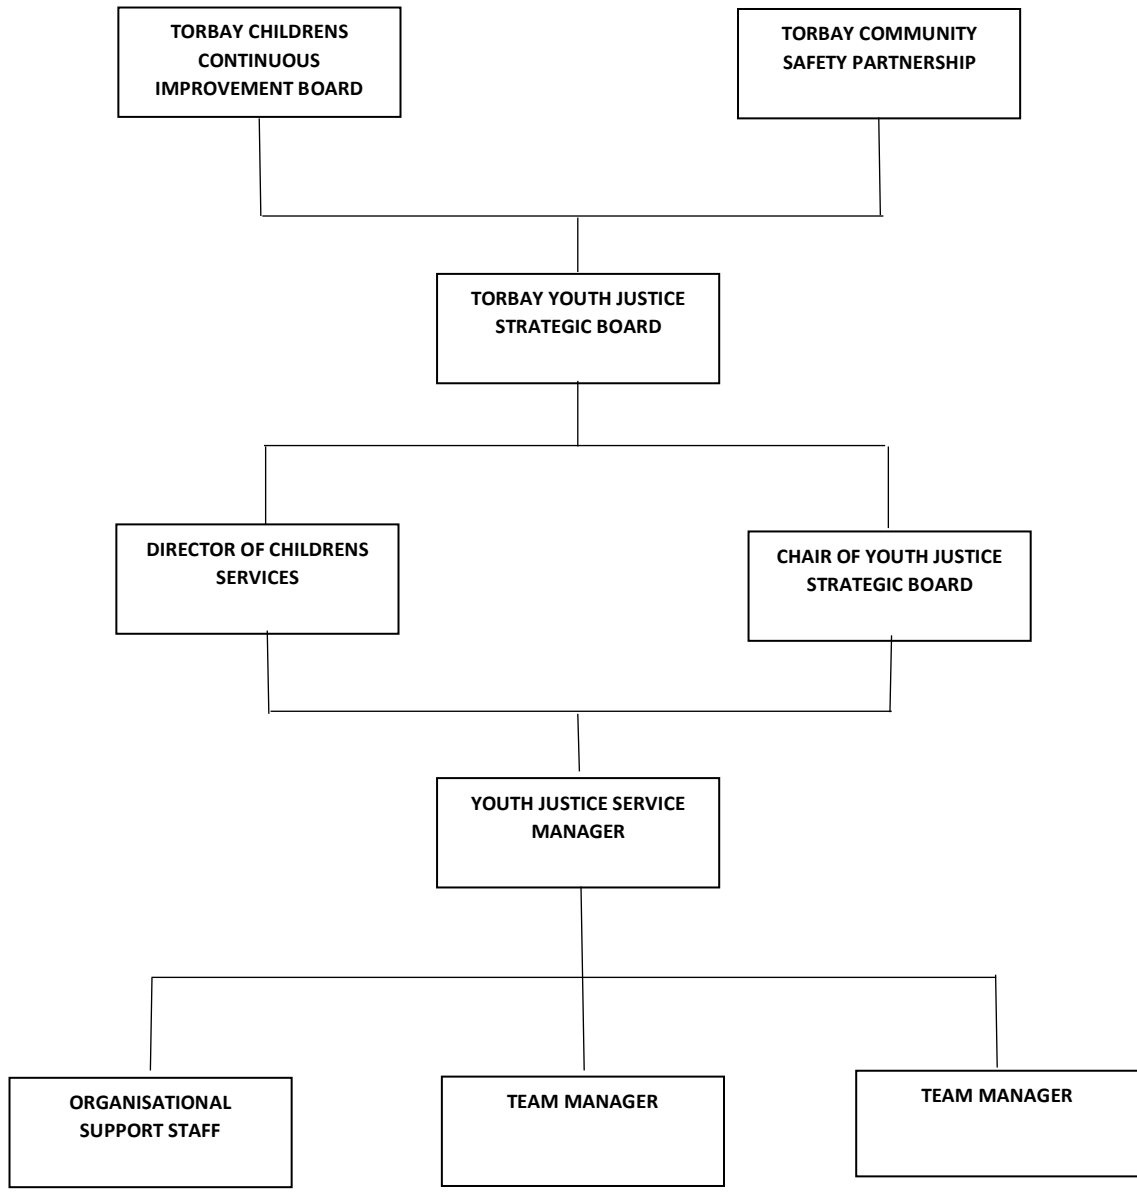 TORBAY CHILDRENS
CONTINUOUS
IMPROVEMENT BOARD
TORBAY COMMUNITY
SAFETY PARTNERSHIP
TORBAY YOUTH JUSTICE
STRATEGIC BOARD
DIRECTOR OF CHILDRENS
SERVICES
CHAIR OF YOUTH JUSTICE
STRATEGIC BOARD
YOUTH JUSTICE SERVICE
MANAGER
ORGANISATIONAL
SUPPORT STAFF
TEAM MANAGER
TEAM MANAGER